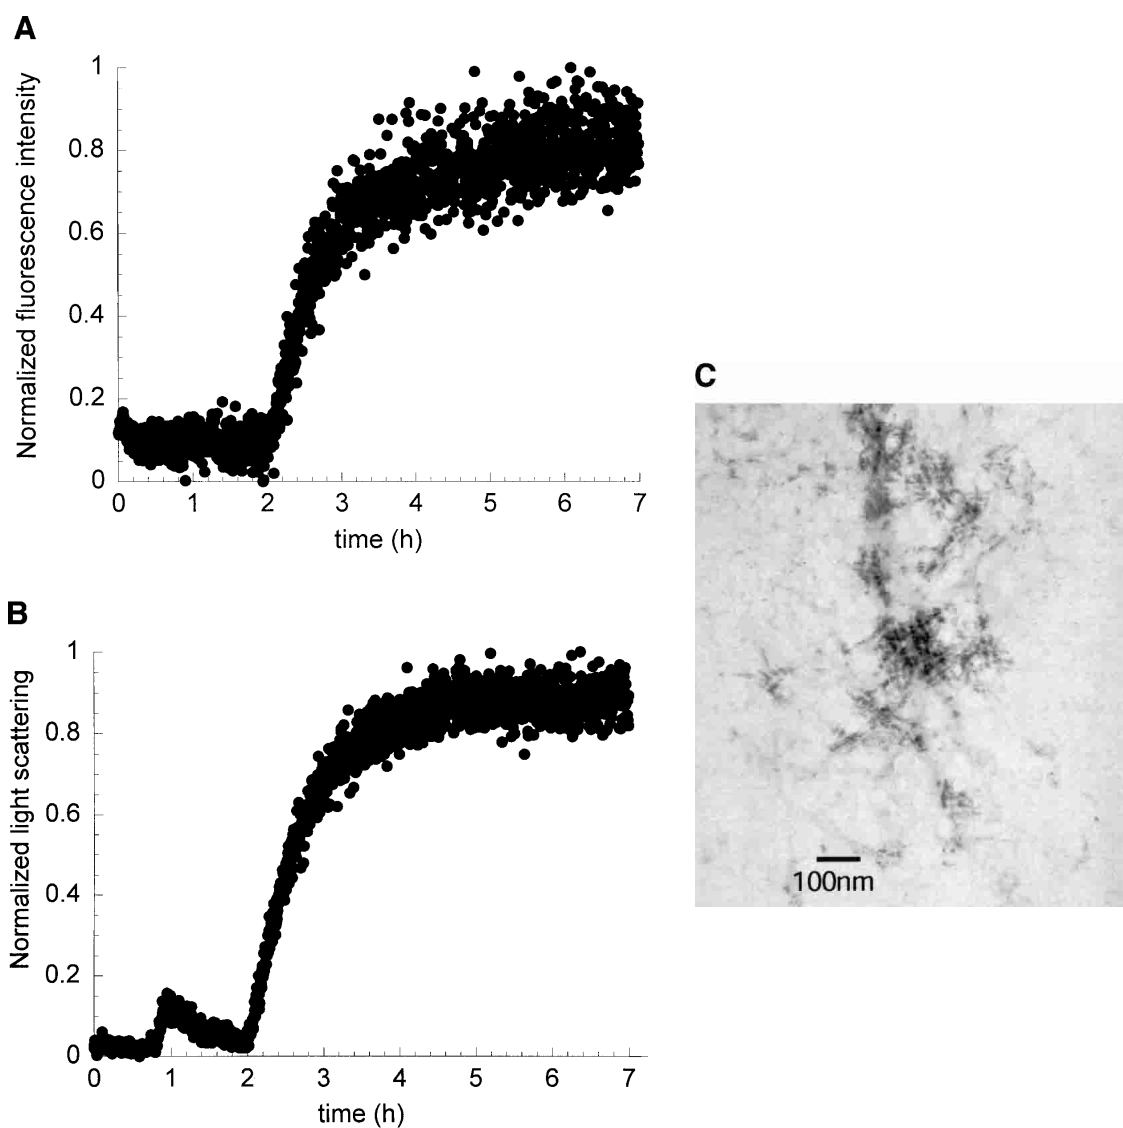 A
Normalized fluorescence intensity
1
0.8
0.6
0.4
0.2
0
0 1 2 3 4 5 6 7
time (h)
B
Normalized light scattering
1
0.8
0.6
0.4
0.2
0
0 1 2 3 4 5 6 7
time (h)
C
100nm